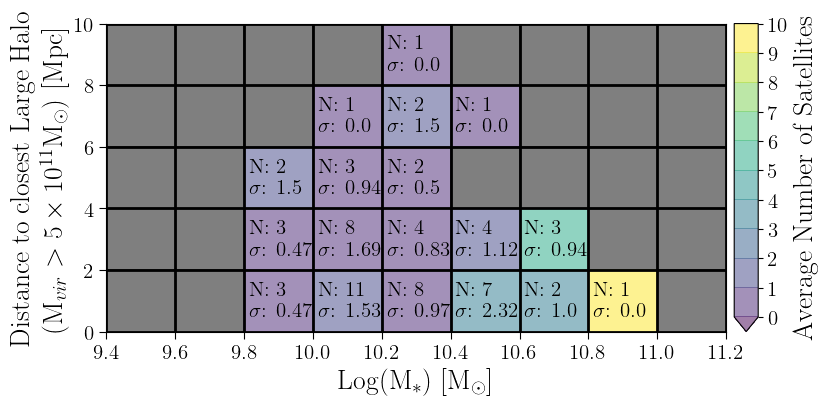 Distance to closest Large Halo
(M_vir > 5 × 10^11 M_⊙) [Mpc]
10
8
6
4
2
0
N: 1
σ: 0.0
N: 1
σ: 0.0
N: 2
σ: 1.5
N: 1
σ: 0.0
N: 2
σ: 1.5
N: 3
σ: 0.94
N: 2
σ: 0.5
N: 3
σ: 0.47
N: 8
σ: 1.69
N: 4
σ: 0.83
N: 4
σ: 1.12
N: 3
σ: 0.94
N: 3
σ: 0.47
N: 11
σ: 1.53
N: 8
σ: 0.97
N: 7
σ: 2.32
N: 2
σ: 1.0
N: 1
σ: 0.0
9.4 9.6 9.8 10.0 10.2 10.4 10.6 10.8 11.0 11.2
Log(M_*) [M_⊙]
10
9
8
7
6
5
4
3
2
1
0
Average Number of Satellites